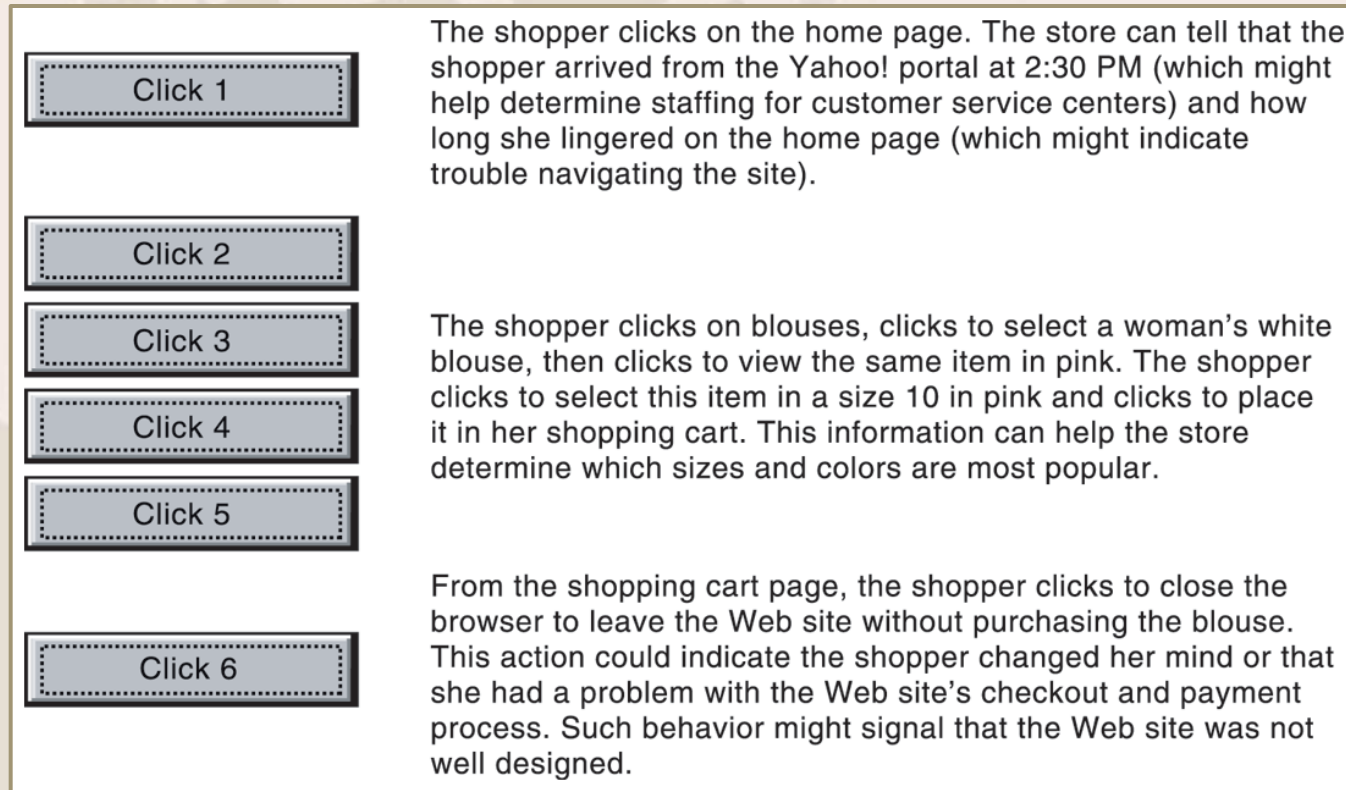 Click 1
The shopper clicks on the home page. The store can tell that the
shopper arrived from the Yahoo! portal at 2:30 PM (which might
help determine staffing for customer service centers) and how
long she lingered on the home page (which might indicate
trouble navigating the site).
Click 2
Click 3
Click 4
Click 5
The shopper clicks on blouses, clicks to select a woman's white
blouse, then clicks to view the same item in pink. The shopper
clicks to select this item in a size 10 in pink and clicks to place
it in her shopping cart. This information can help the store
determine which sizes and colors are most popular.
Click 6
From the shopping cart page, the shopper clicks to close the
browser to leave the Web site without purchasing the blouse.
This action could indicate the shopper changed her mind or that
she had a problem with the Web site's checkout and payment
process. Such behavior might signal that the Web site was not
well designed.